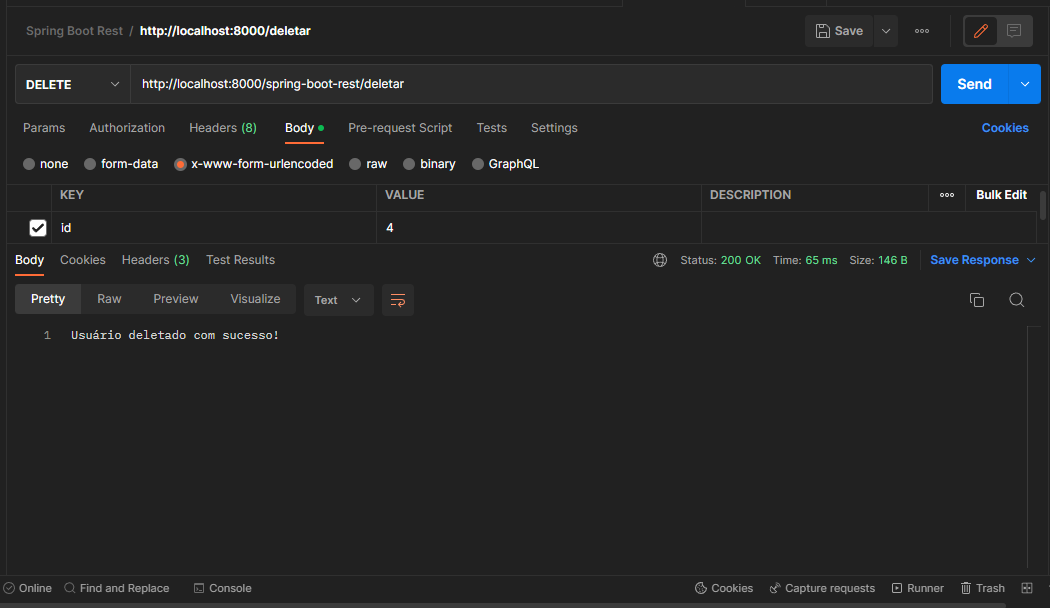 Spring Boot Rest / http://localhost:8000/deletar Save
DELETE http://localhost:8000/spring-boot-rest/deletar Send
Params Authorization Headers (8) Body Pre-request Script Tests Settings Cookies
none form-data x-www-form-urlencoded raw binary GraphQL
KEY VALUE DESCRIPTION Bulk Edit
id 4
Body Cookies Headers (3) Test Results Status: 200 OK Time: 65 ms Size: 146 B Save Response
Pretty Raw Preview Visualize Text
1 Usuário deletado com sucesso!
Online Find and Replace Console Cookies Capture requests Runner Trash